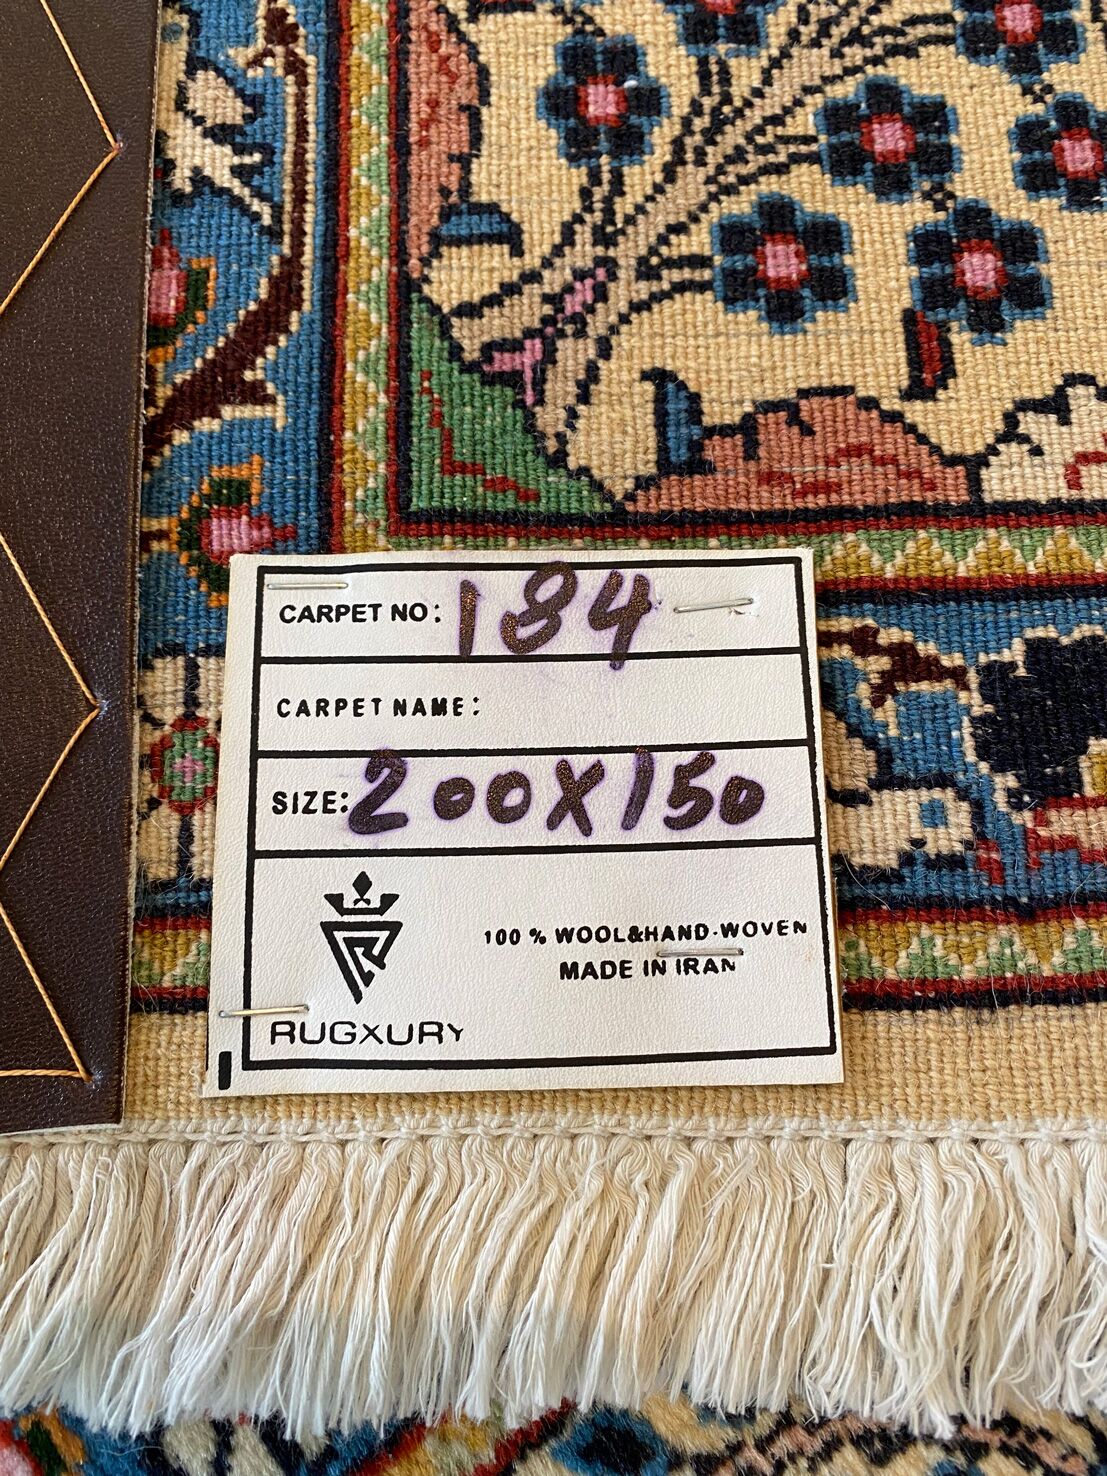 CARPET NO: 184
CARPET NAME:
SIZE: 200X150
100 % WOOL&HAND-WOVEN
MADE IN IRAN
RUGXURY